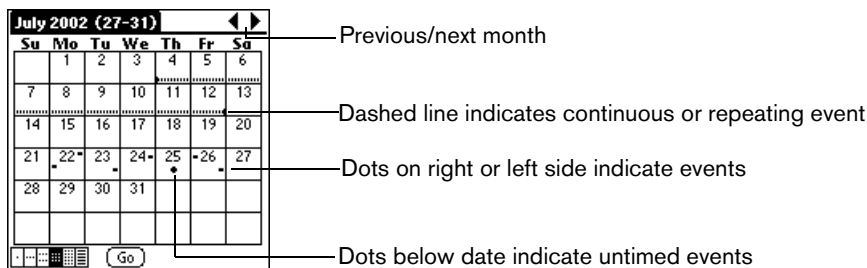 July 2002 (27-31)
Previous/next month
Su Mo Tu We Th Fr Sa
1 2 3 4 5 6
7 8 9 10 11 12 13
Dashed line indicates continuous or repeating event
14 15 16 17 18 19 20
21 22 23 24 25 26 27
Dots on right or left side indicate events
28 29 30 31
Go
Dots below date indicate untimed events